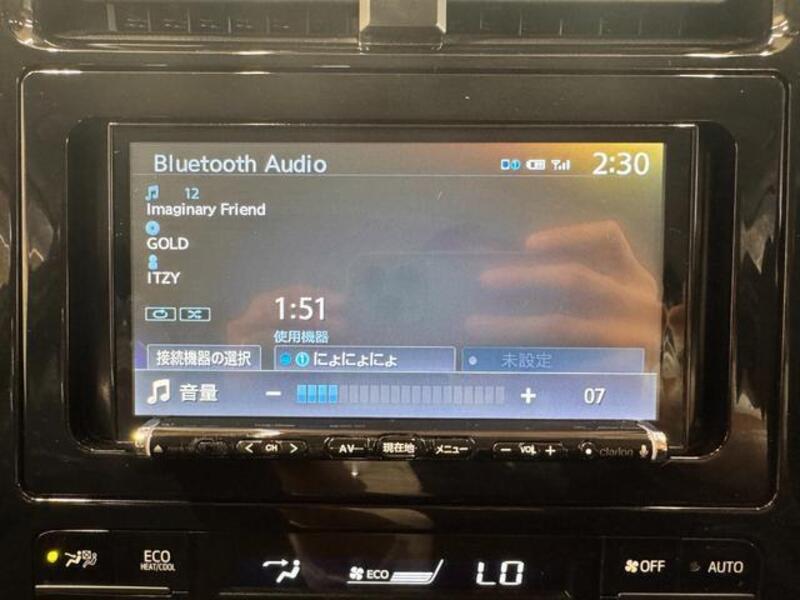 Bluetooth Audio 2:30
12
Imaginary Friend
GOLD
ITZY
1:51
使用機器
接続機器の選択 1 にょにょにょ 未設定
音量 - + 07
< CH > AV 現在地 メニュー - VOL + clarion
ECO
HEAT/COOL
ECO LO OFF AUTO